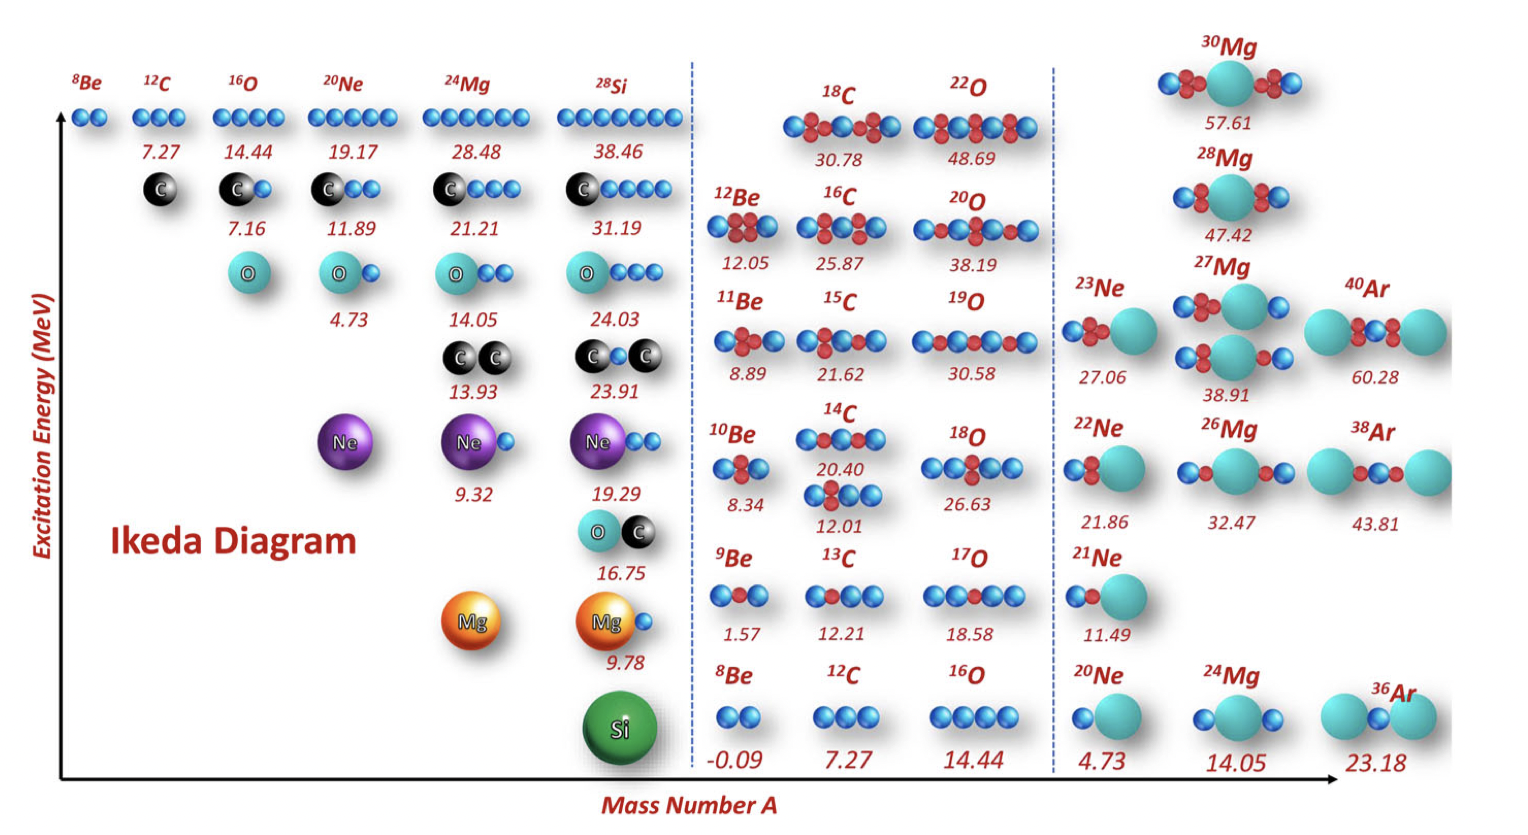 ⁸Be ¹²C ¹⁶O ²⁰Ne ²⁴Mg ²⁸Si
7.27 14.44 19.17 28.48 38.46
C C C C C
7.16 11.89 21.21 31.19
O O O O
4.73 14.05 24.03
C C C C
13.93 23.91
Ne Ne Ne
9.32 19.29
O C
16.75
Mg Mg
9.78
Si
Ikeda Diagram
Excitation Energy (MeV)
Mass Number A
¹⁸C ²²O
30.78 48.69
¹²Be ¹⁶C ²⁰O
12.05 25.87 38.19
¹¹Be ¹⁵C ¹⁹O
8.89 21.62 30.58
¹⁰Be ¹⁴C ¹⁸O
20.40
8.34 12.01 26.63
⁹Be ¹³C ¹⁷O
1.57 12.21 18.58
⁸Be ¹²C ¹⁶O
-0.09 7.27 14.44
³⁰Mg
57.61
²⁸Mg
47.42
²³Ne ²⁷Mg ⁴⁰Ar
27.06 38.91 60.28
²²Ne ²⁶Mg ³⁸Ar
21.86 32.47 43.81
²¹Ne
11.49
²⁰Ne ²⁴Mg ³⁶Ar
4.73 14.05 23.18